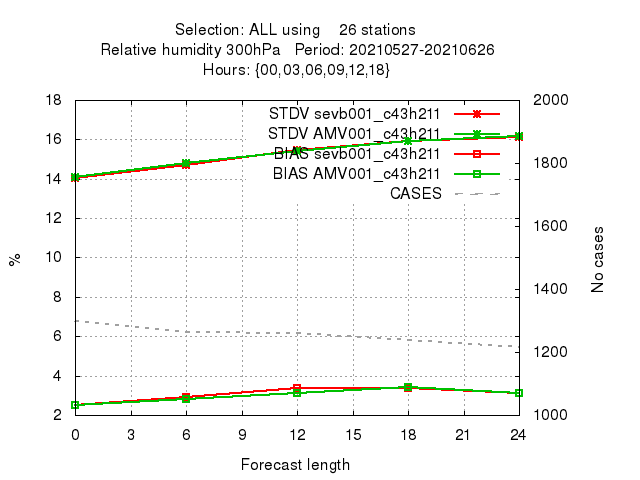 Selection: ALL using    26 stations
Relative humidity 300hPa   Period: 20210527-20210626
Hours: {00,03,06,09,12,18}
18 2000
STDV sevb001_c43h211
16 STDV AMV001_c43h211
BIAS sevb001_c43h211 1800
14 BIAS AMV001_c43h211
CASES
12
1600
10
% No cases
8 1400
6
1200
4
2 1000
0 3 6 9 12 15 18 21 24
Forecast length